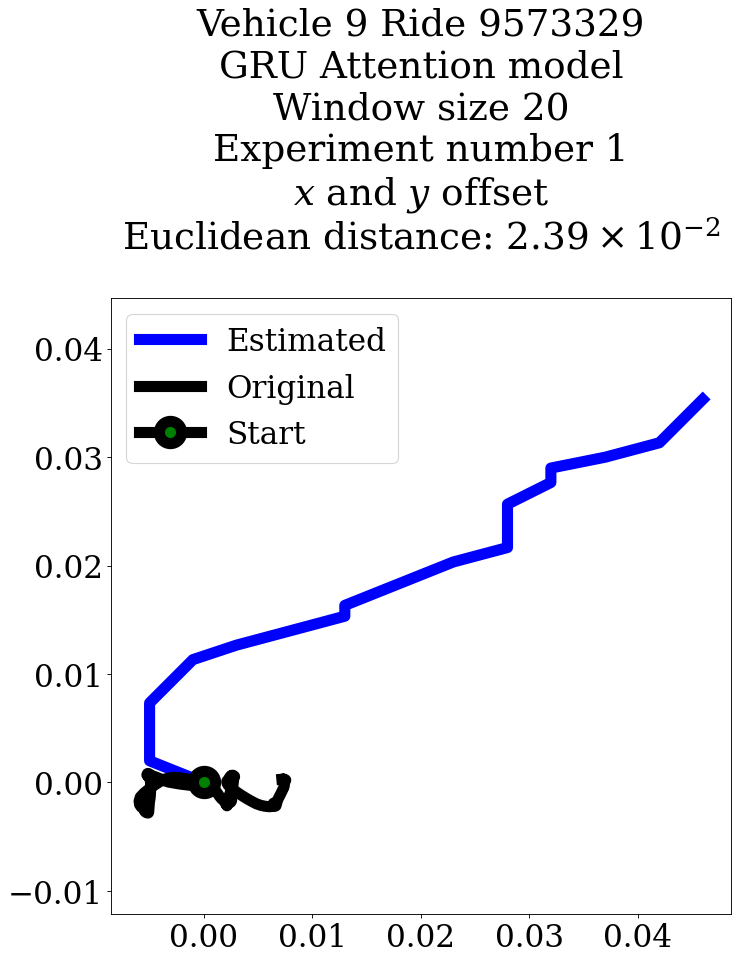 Vehicle 9 Ride 9573329
GRU Attention model
Window size 20
Experiment number 1
x and y offset
Euclidean distance: 2.39 × 10⁻²
Estimated
Original
Start
0.04
0.03
0.02
0.01
0.00
−0.01
0.00 0.01 0.02 0.03 0.04